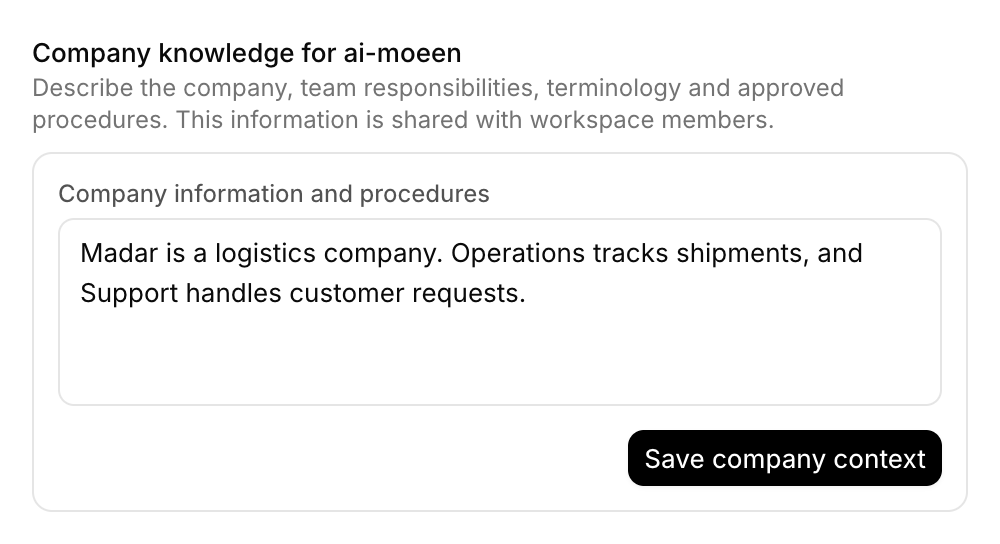 Company knowledge for ai-moeen
Describe the company, team responsibilities, terminology and approved
procedures. This information is shared with workspace members.
Company information and procedures
Madar is a logistics company. Operations tracks shipments, and
Support handles customer requests.
Save company context